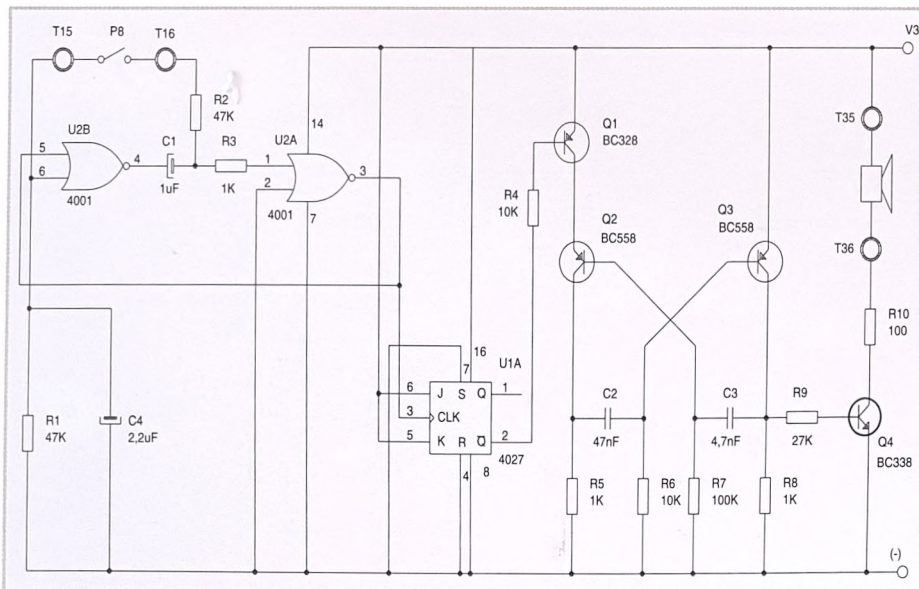 T15 P8 T16
V3
R2
47K
T35
U2B C1 R3 U2A 14
Q1
BC328
5 4 1 3
6 1uF 1K 2
4001 4001 7
R4
10K
Q2
BC558
Q3
BC558
T36
R10
100
16
7 U1A
6 J S Q 1
3 CLK
5 K R Q 2
4 8 4027
R1
47K
C4
2,2uF
C2
47nF
C3
4,7nF
R9
27K
Q4
BC338
R5
1K
R6
10K
R7
100K
R8
1K
(-)